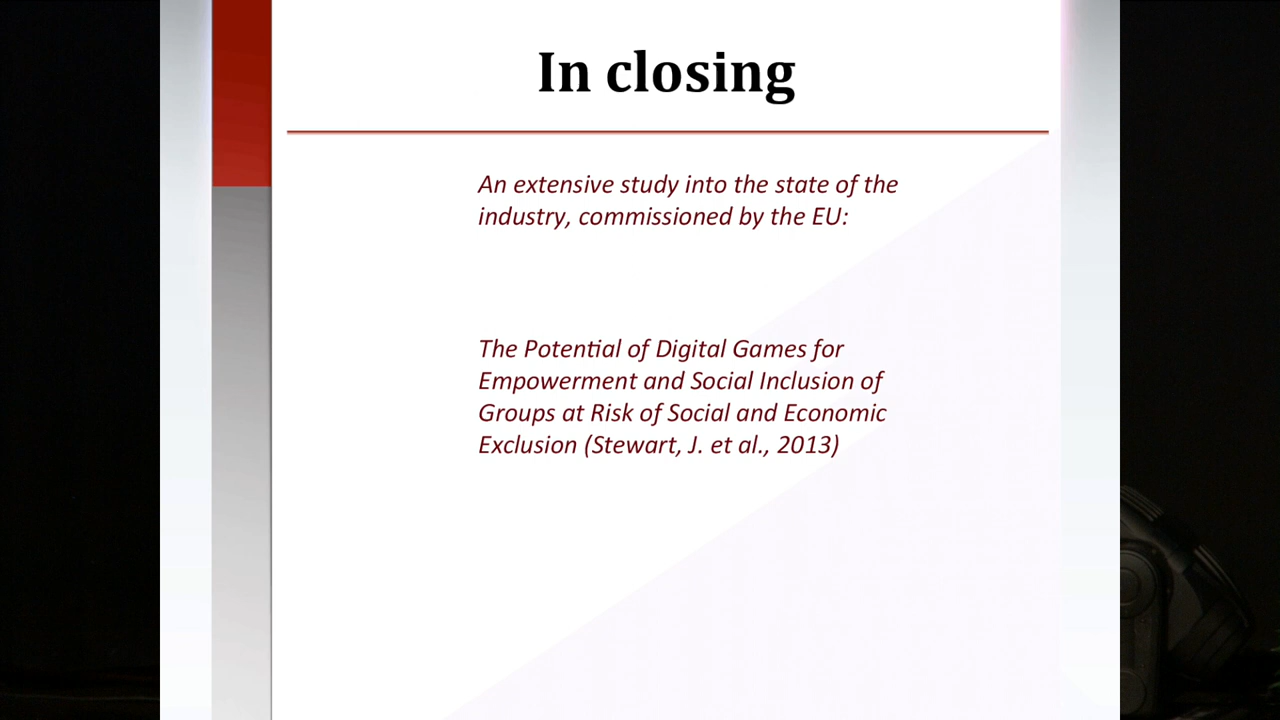 In closing
An extensive study into the state of the
industry, commissioned by the EU:
The Potential of Digital Games for
Empowerment and Social Inclusion of
Groups at Risk of Social and Economic
Exclusion (Stewart, J. et al., 2013)